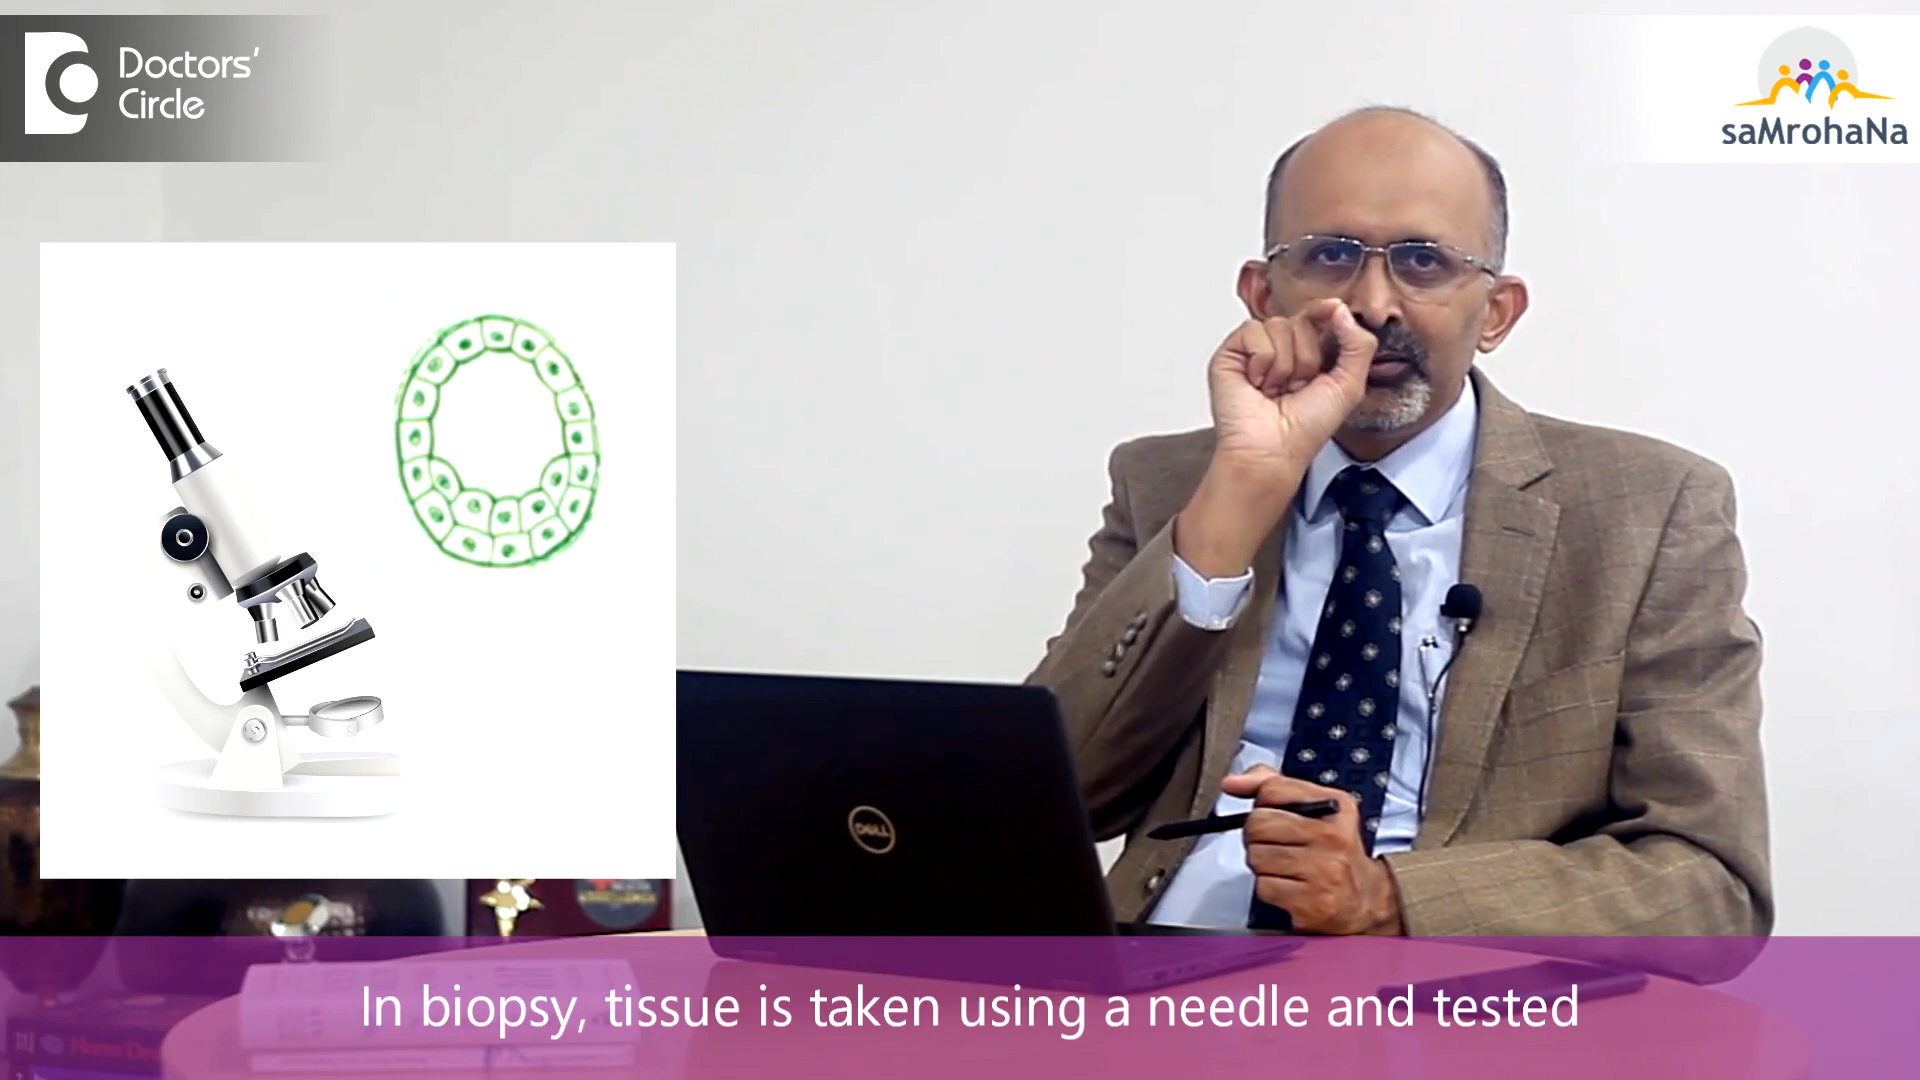 Doctors'
Circle
saMrohaNa
DELL
In biopsy, tissue is taken using a needle and tested